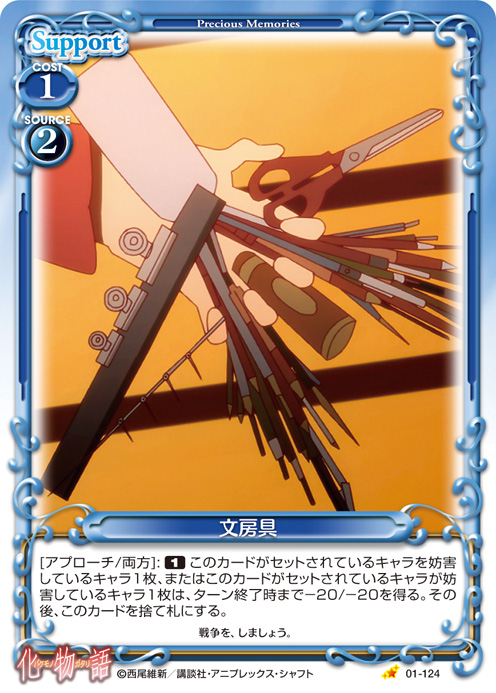 Precious Memories
Support
COST
1
SOURCE
2
文房具
[アプローチ/両方]: 1 このカードがセットされているキャラを妨害
しているキャラ1枚、またはこのカードがセットされているキャラが妨
害しているキャラ1枚は、ターン終了時まで−20/−20を得る。その
後、このカードを捨て札にする。
戦争を、しましょう。
化物語
バケモノガタリ
©西尾維新／講談社・アニプレックス・シャフト
01-124